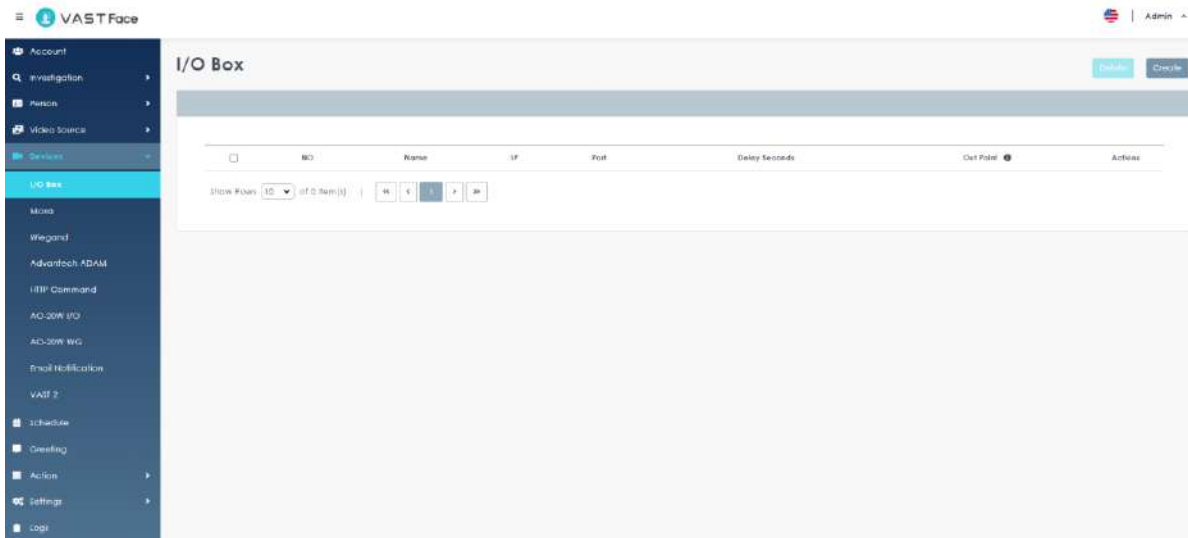 VAST Face
Admin
Account
Investigation
Person
Video Source
Devices
I/O Box
Moxa
Wiegand
Advantech ADAM
HTTP Command
AO-20W I/O
AO-20W WG
Email Notification
VAST 2
Schedule
Greeting
Action
Settings
Logs
I/O Box
Delete Create
NO Name IP Port Delay Seconds Out Point Actions
Show Rows 10 of 0 item(s) | « < 1 > »